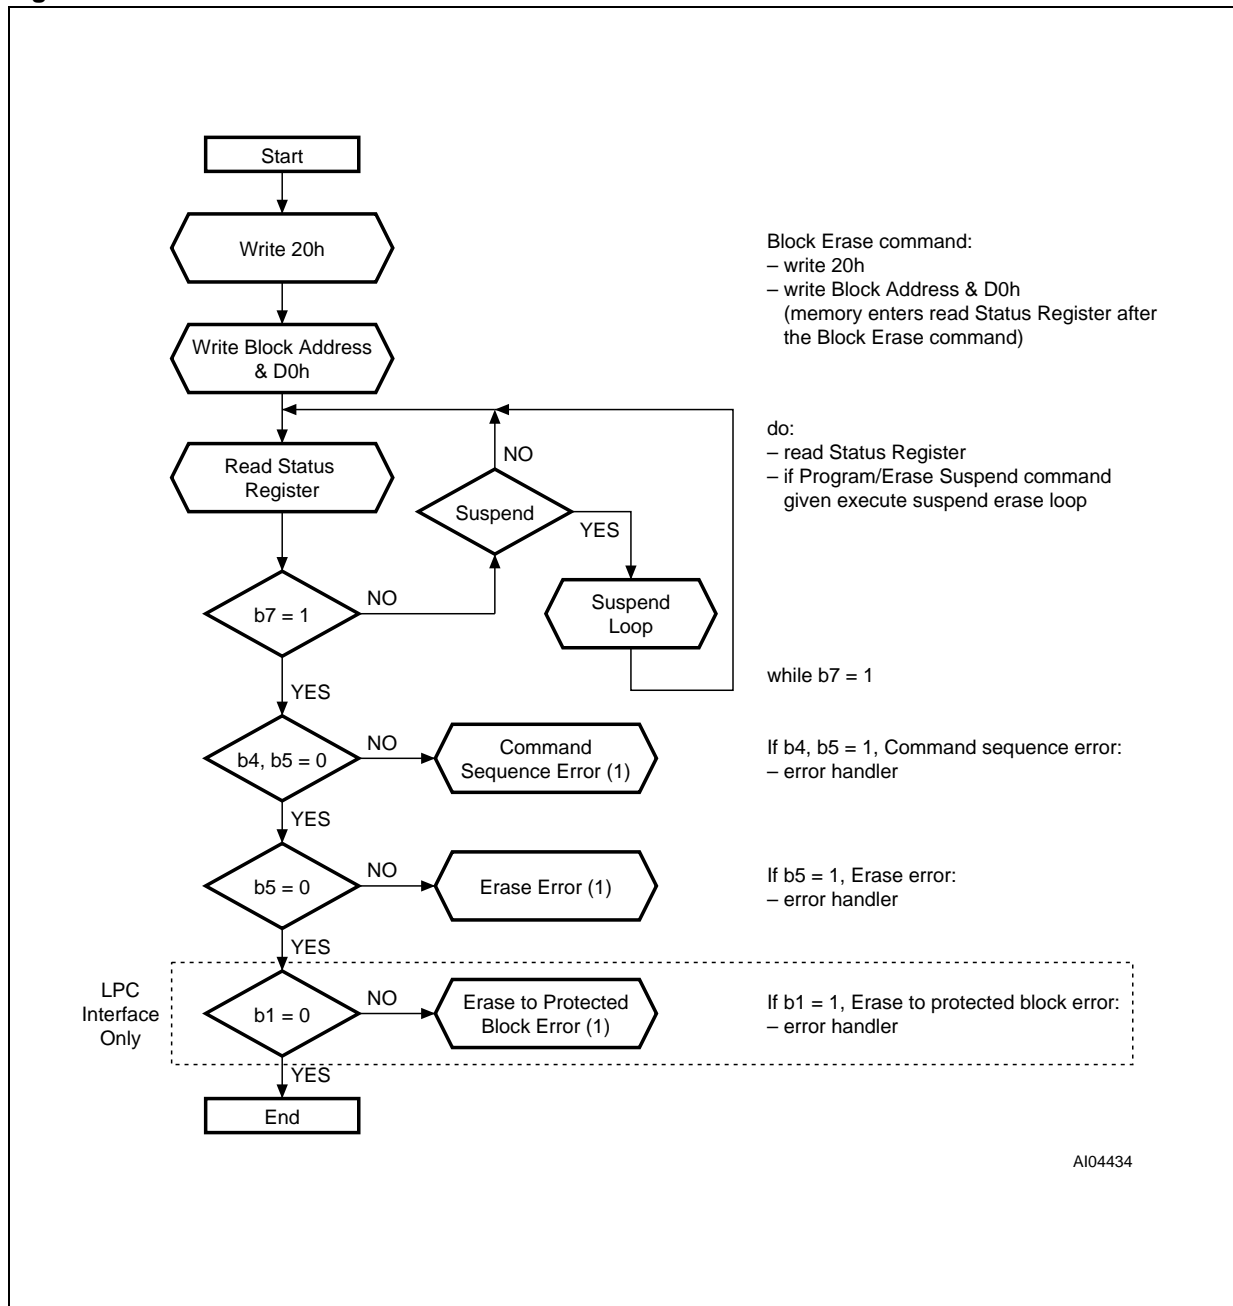 Start
Write 20h
Block Erase command:
– write 20h
– write Block Address & D0h
(memory enters read Status Register after
the Block Erase command)
Write Block Address
& D0h
do:
– read Status Register
– if Program/Erase Suspend command
given execute suspend erase loop
Read Status
Register
NO
Suspend
YES
b7 = 1
NO
Suspend
Loop
YES
while b7 = 1
b4, b5 = 0
NO
Command
Sequence Error (1)
If b4, b5 = 1, Command sequence error:
– error handler
YES
b5 = 0
NO
Erase Error (1)
If b5 = 1, Erase error:
– error handler
YES
LPC
Interface
Only
b1 = 0
NO
Erase to Protected
Block Error (1)
If b1 = 1, Erase to protected block error:
– error handler
YES
End
AI04434